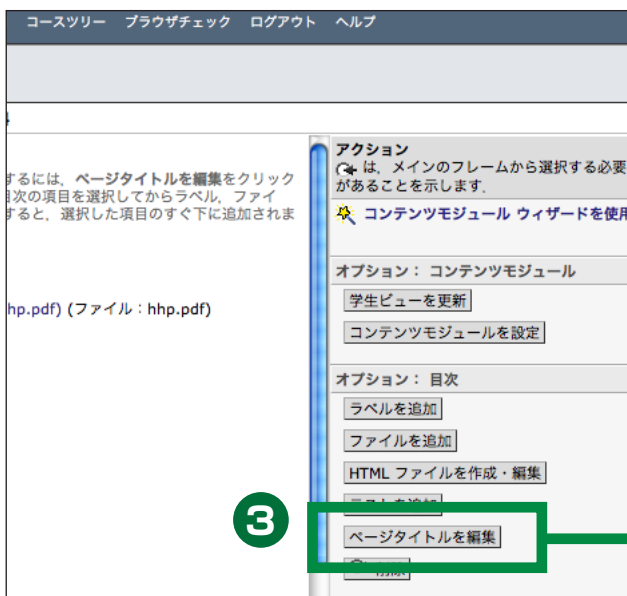 コースツリー ブラウザチェック ログアウト ヘルプ
するには，ページタイトルを編集をクリック
目次の項目を選択してからラベル，ファイ
すると，選択した項目のすぐ下に追加されま
hp.pdf) (ファイル：hhp.pdf)
アクション
は，メインのフレームから選択する必要
があることを示します．
コンテンツモジュール ウィザードを使用
オプション： コンテンツモジュール
学生ビューを更新
コンテンツモジュールを設定
オプション： 目次
ラベルを追加
ファイルを追加
HTML ファイルを作成・編集
3
ページタイトルを編集